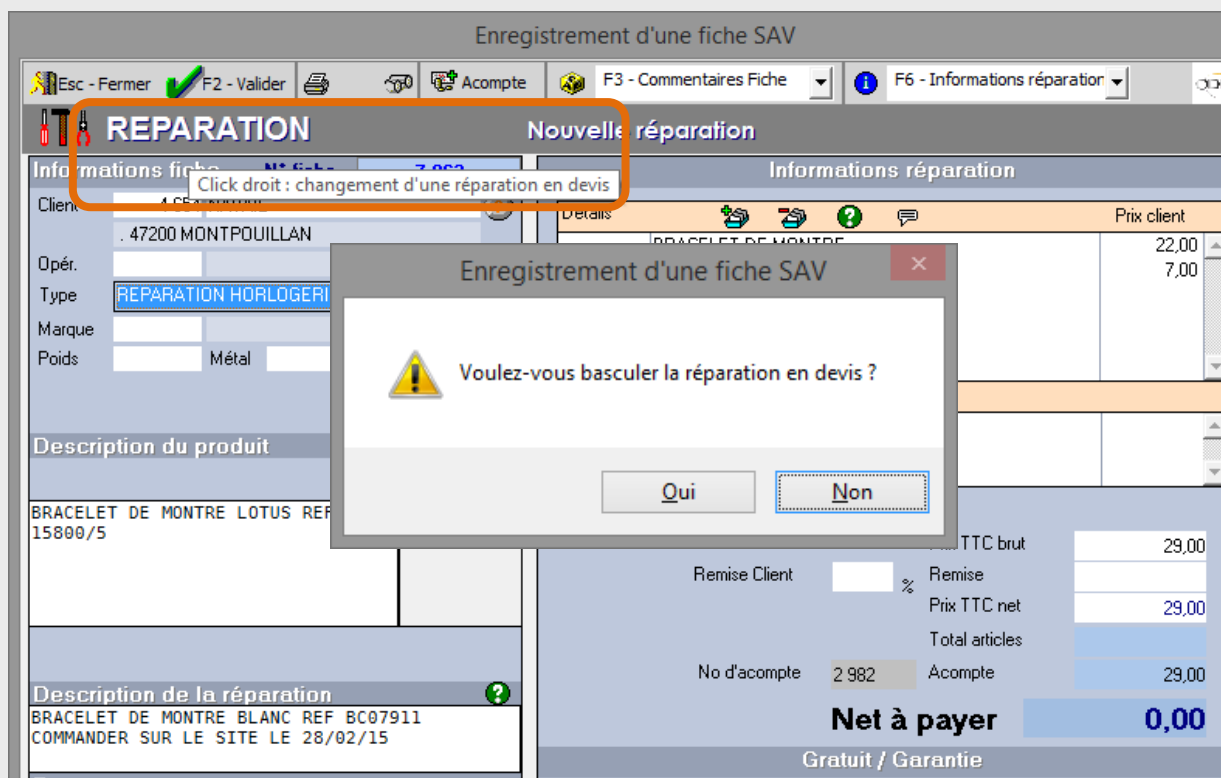 Enregistrement d'une fiche SAV
Esc - Fermer F2 - Valider Acompte F3 - Commentaires Fiche F6 - Informations réparation
REPARATION Nouvelle réparation
Informations fiche N° fiche
Informations réparation
Click droit : changement d'une réparation en devis
Client
. 47200 MONTPOUILLAN
Opér.
Type REPARATION HORLOGERI
Marque
Poids Métal
Détails Prix client
BRACELET DE MONTRE 22,00
7,00
Enregistrement d'une fiche SAV
Voulez-vous basculer la réparation en devis ?
Oui Non
Description du produit
BRACELET DE MONTRE LOTUS REF
15800/5
TTC brut 29,00
Remise Client % Remise
Prix TTC net 29,00
Total articles
No d'acompte 2 982 Acompte 29,00
Net à payer 0,00
Gratuit / Garantie
Description de la réparation
BRACELET DE MONTRE BLANC REF BC07911
COMMANDER SUR LE SITE LE 28/02/15